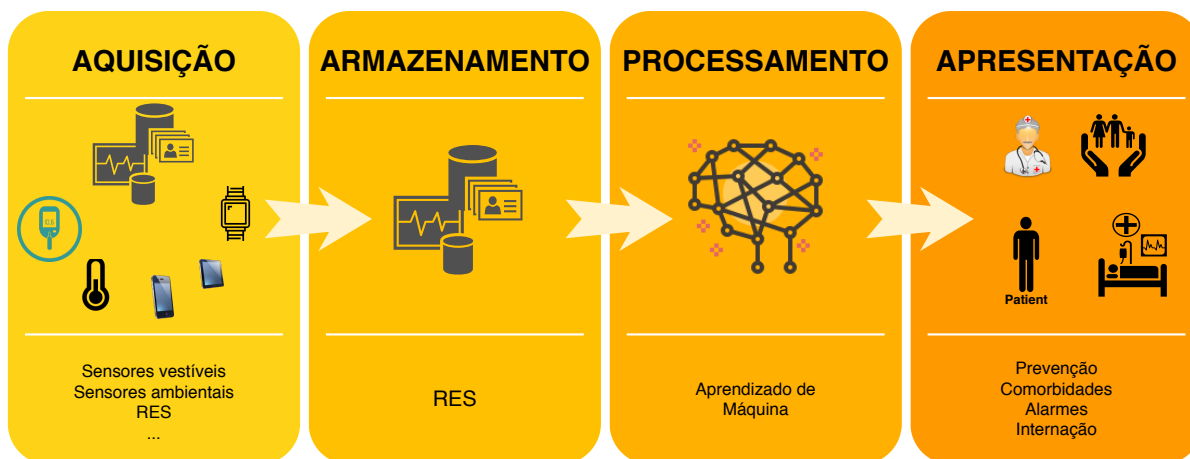 AQUISIÇÃO
Sensores vestíveis
Sensores ambientais
RES
...
ARMAZENAMENTO
RES
PROCESSAMENTO
Aprendizado de
Máquina
APRESENTAÇÃO
Patient
Prevenção
Comorbidades
Alarmes
Internação